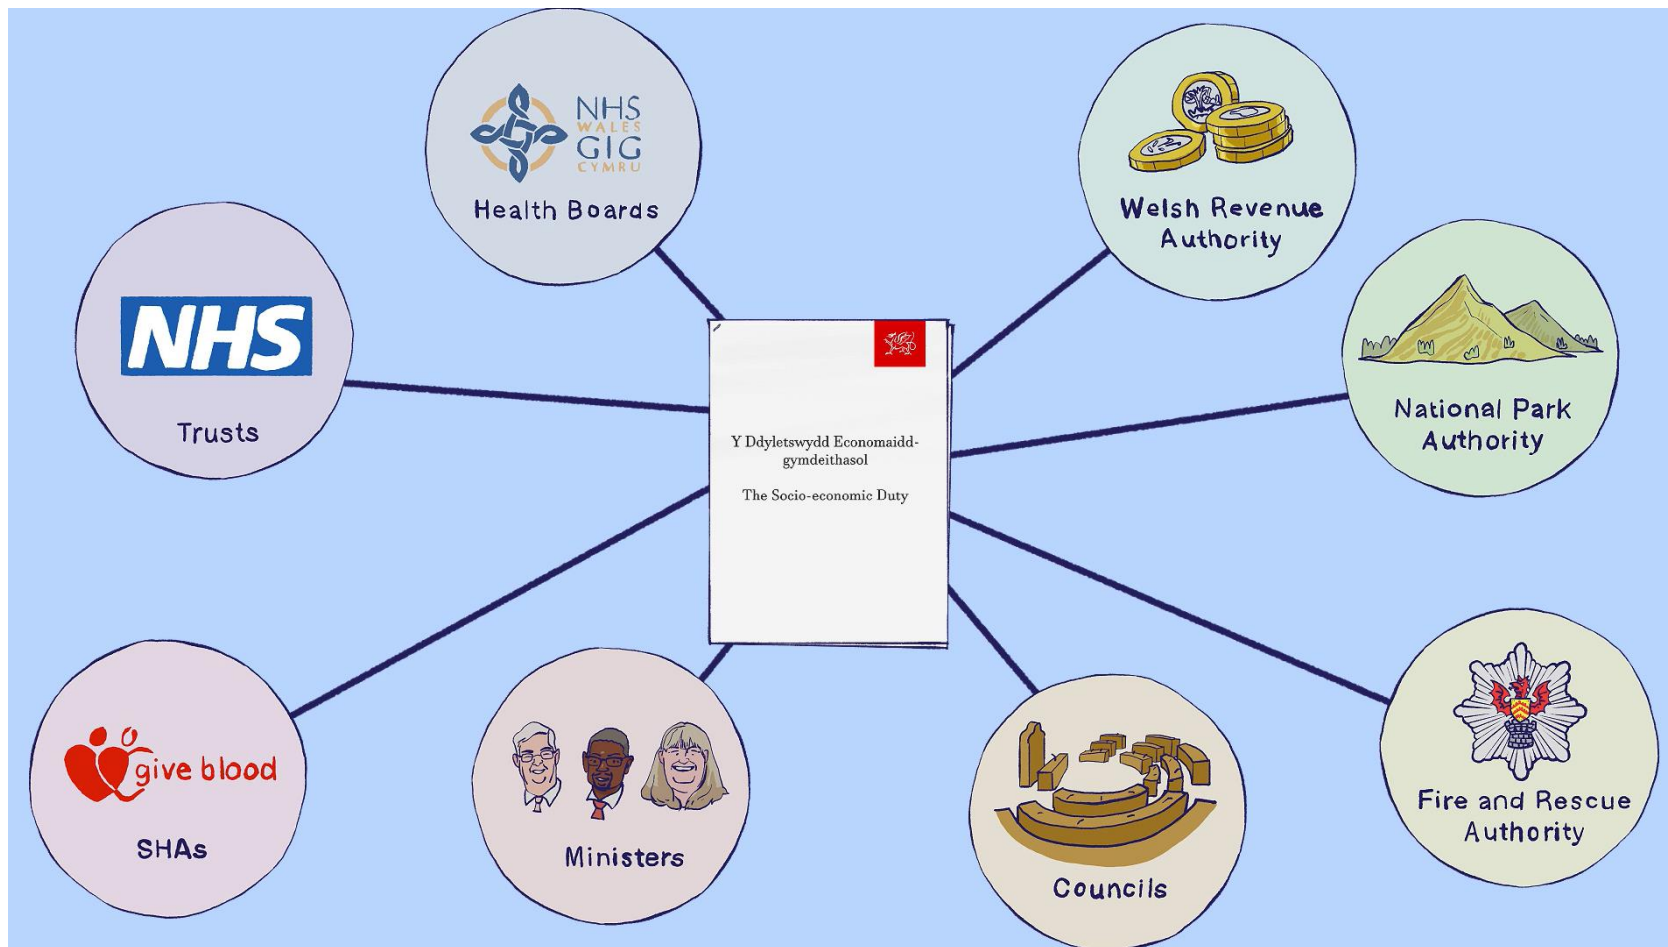 NHS
WALES
GIG
CYMRU
Health Boards
Welsh Revenue
Authority
NHS
Trusts
National Park
Authority
Y Ddyletswydd Economaidd-
gymdeithasol
The Socio-economic Duty
give blood
SHAs
Ministers
Councils
Fire and Rescue
Authority